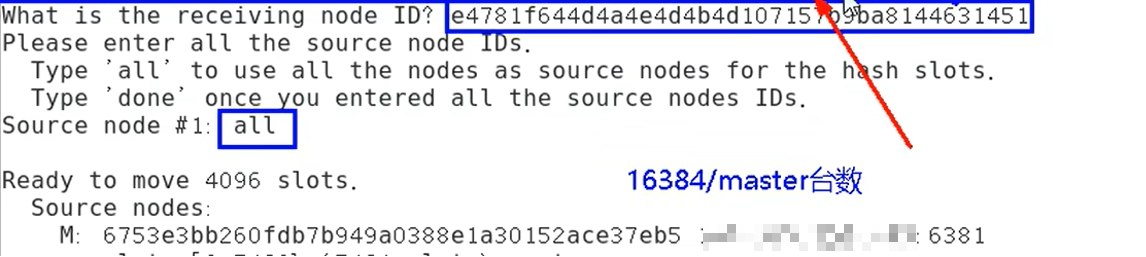 What is the receiving node ID? e4781f644d4a4e4d4b4d107157b9ba8144631451
Please enter all the source node IDs.
Type 'all' to use all the nodes as source nodes for the hash slots.
Type 'done' once you entered all the source nodes IDs.
Source node #1: all
Ready to move 4096 slots.
16384/master台数
Source nodes:
M: 6753e3bb260fdb7b949a0388e1a30152ace37eb5 :6381